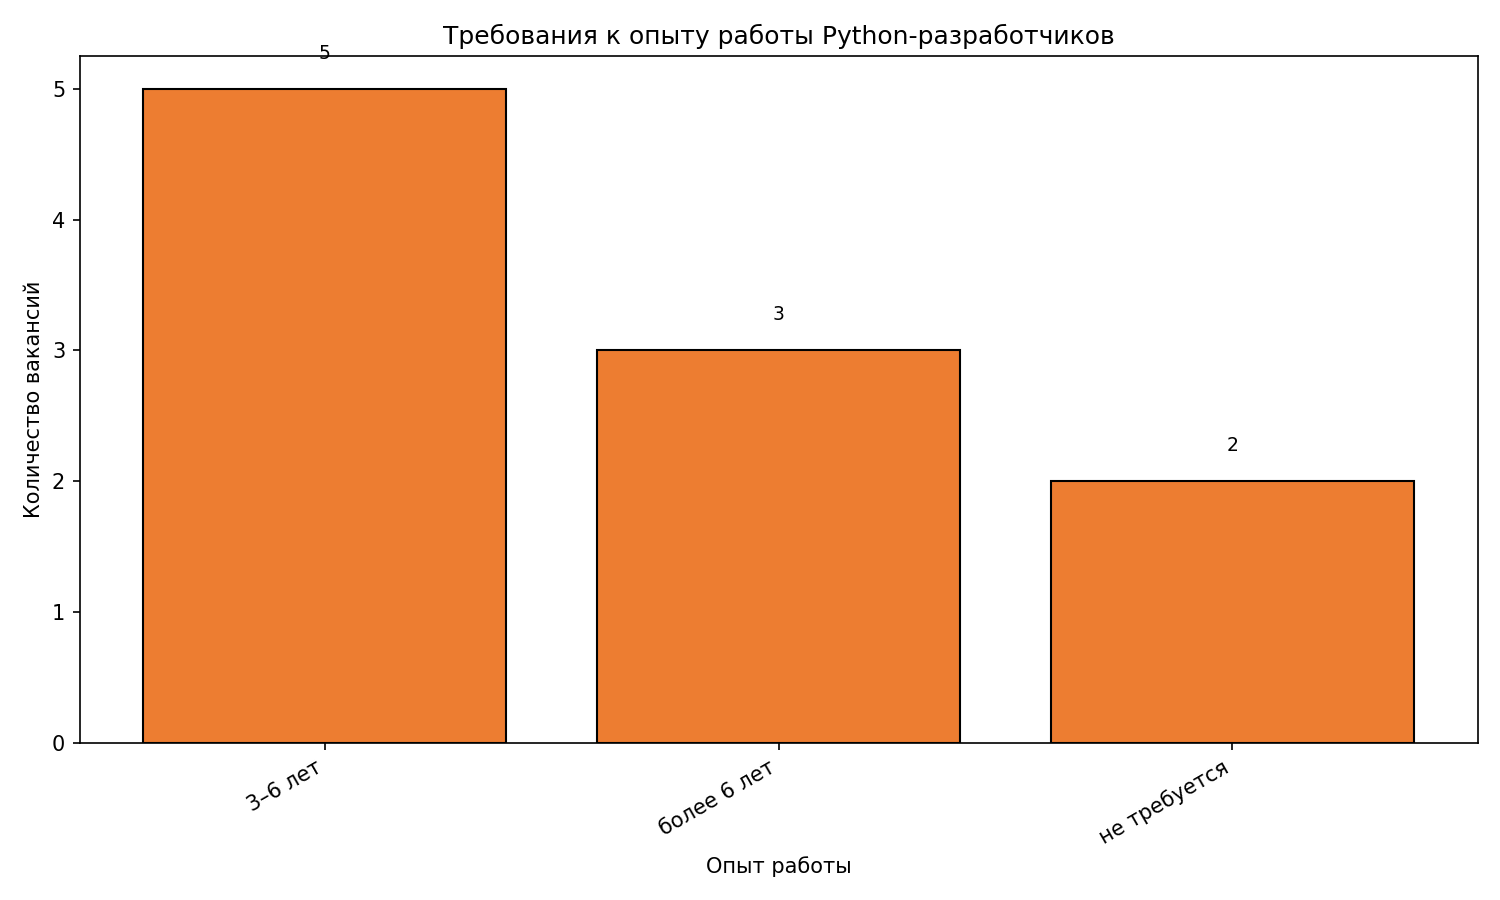 Требования к опыту работы Python-разработчиков
5
3
2
5
4
3
2
1
0
Количество вакансий
3–6 лет
более 6 лет
не требуется
Опыт работы